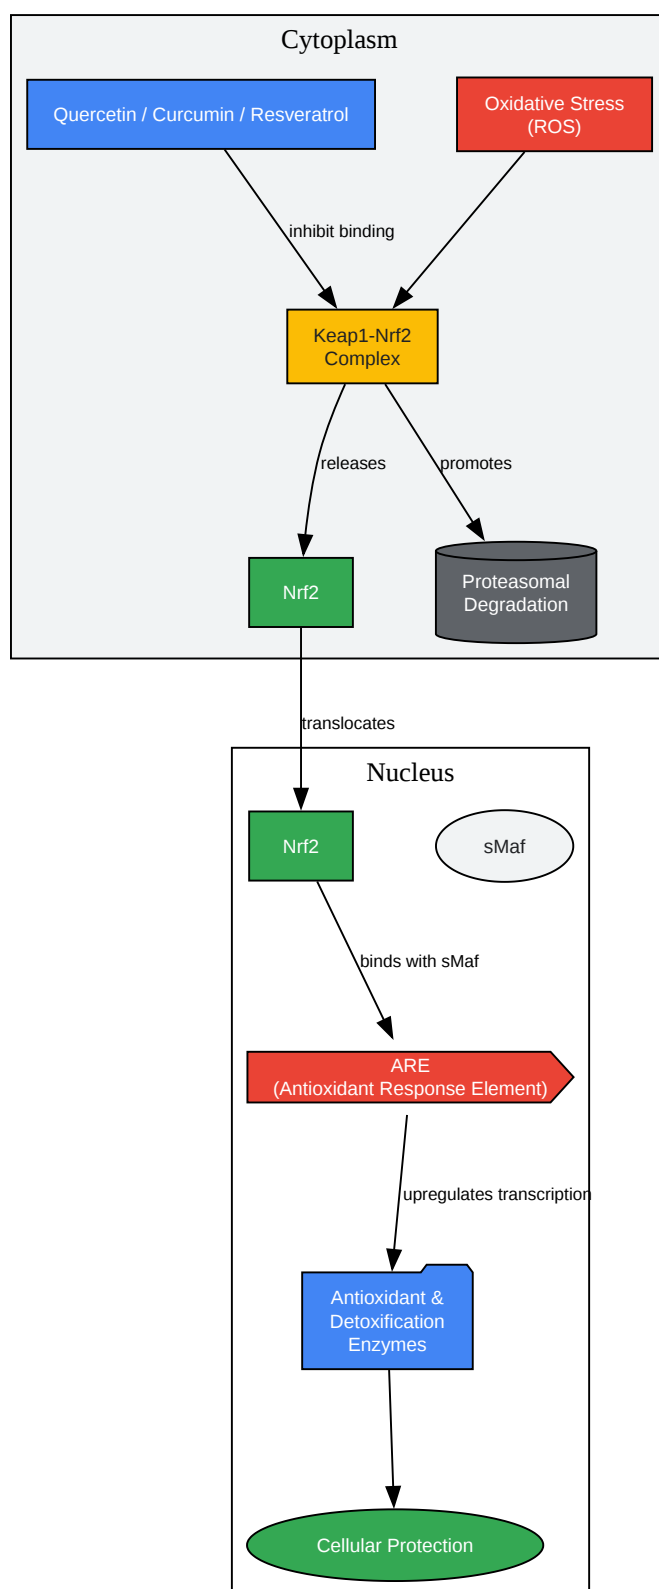 Cytoplasm
Quercetin / Curcumin / Resveratrol
Oxidative Stress
(ROS)
inhibit binding
Keap1-Nrf2
Complex
releases
promotes
Nrf2
Proteasomal
Degradation
translocates
Nucleus
Nrf2
sMaf
binds with sMaf
ARE
(Antioxidant Response Element)
upregulates transcription
Antioxidant &
Detoxification
Enzymes
Cellular Protection